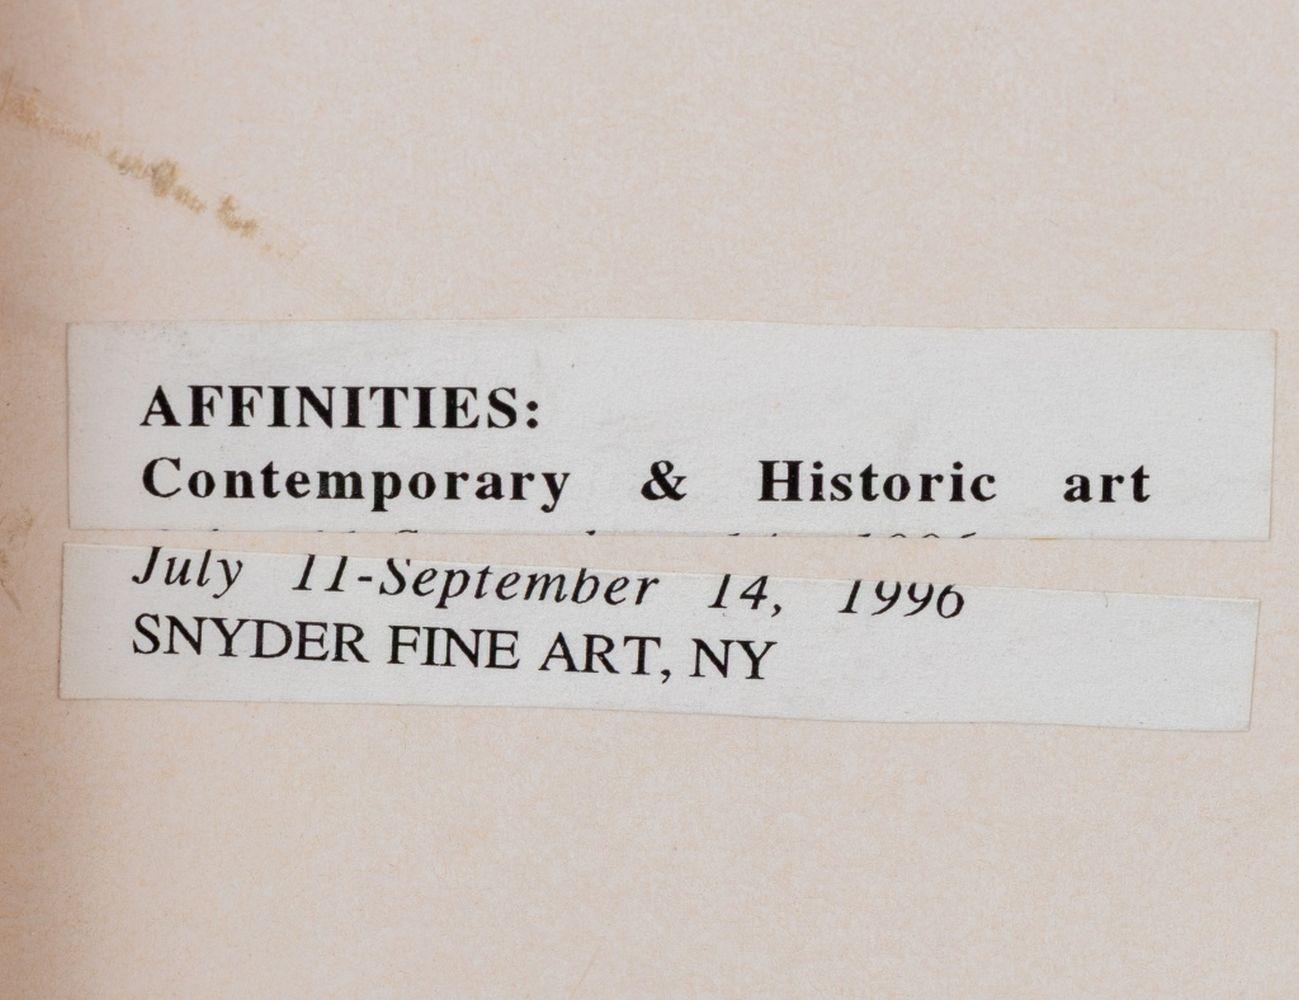 AFFINITIES:
Contemporary & Historic art
July 11-September 14, 1996
SNYDER FINE ART, NY